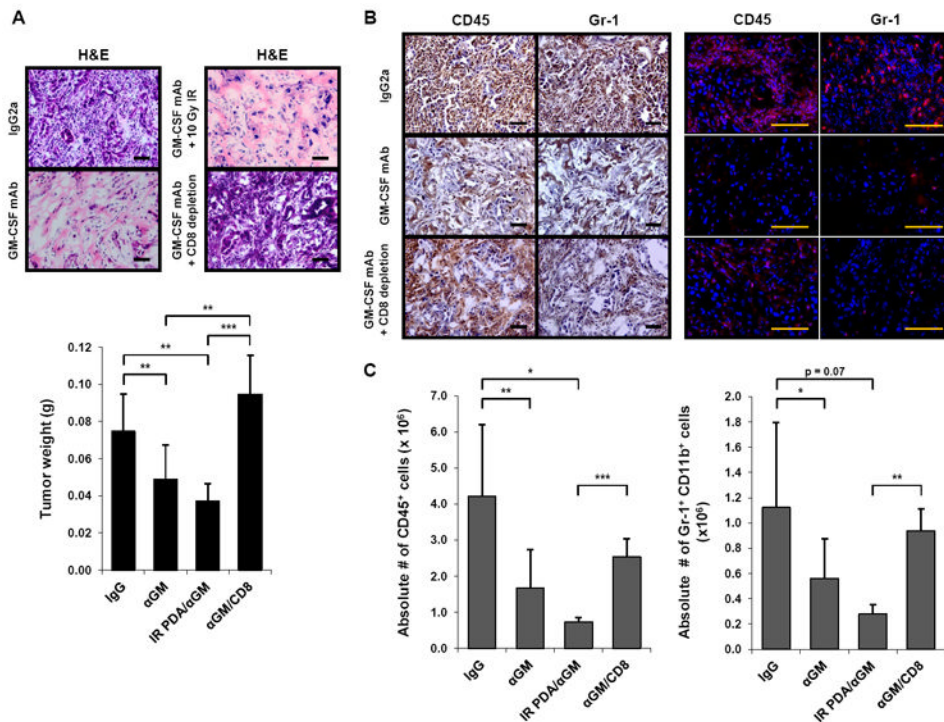 A
H&E
H&E
IgG2a
GM-CSF mAb
+ 10 Gy IR
GM-CSF mAb
GM-CSF mAb
+ CD8 depletion
**
***
**
**
Tumor weight (g)
0.12
0.10
0.08
0.06
0.04
0.02
0.00
IgG
αGM
IR PDA/αGM
αGM/CD8
B
CD45
Gr-1
CD45
Gr-1
IgG2a
GM-CSF mAb
GM-CSF mAb
+ CD8 depletion
C
*
**
***
Absolute # of CD45⁺ cells (x 10⁶)
7.0
6.0
5.0
4.0
3.0
2.0
1.0
0.0
IgG
αGM
IR PDA/αGM
αGM/CD8
p = 0.07
*
**
Absolute # of Gr-1⁺ CD11b⁺ cells
(x10⁶)
2.0
1.8
1.6
1.4
1.2
1.0
0.8
0.6
0.4
0.2
0.0
IgG
αGM
IR PDA/αGM
αGM/CD8